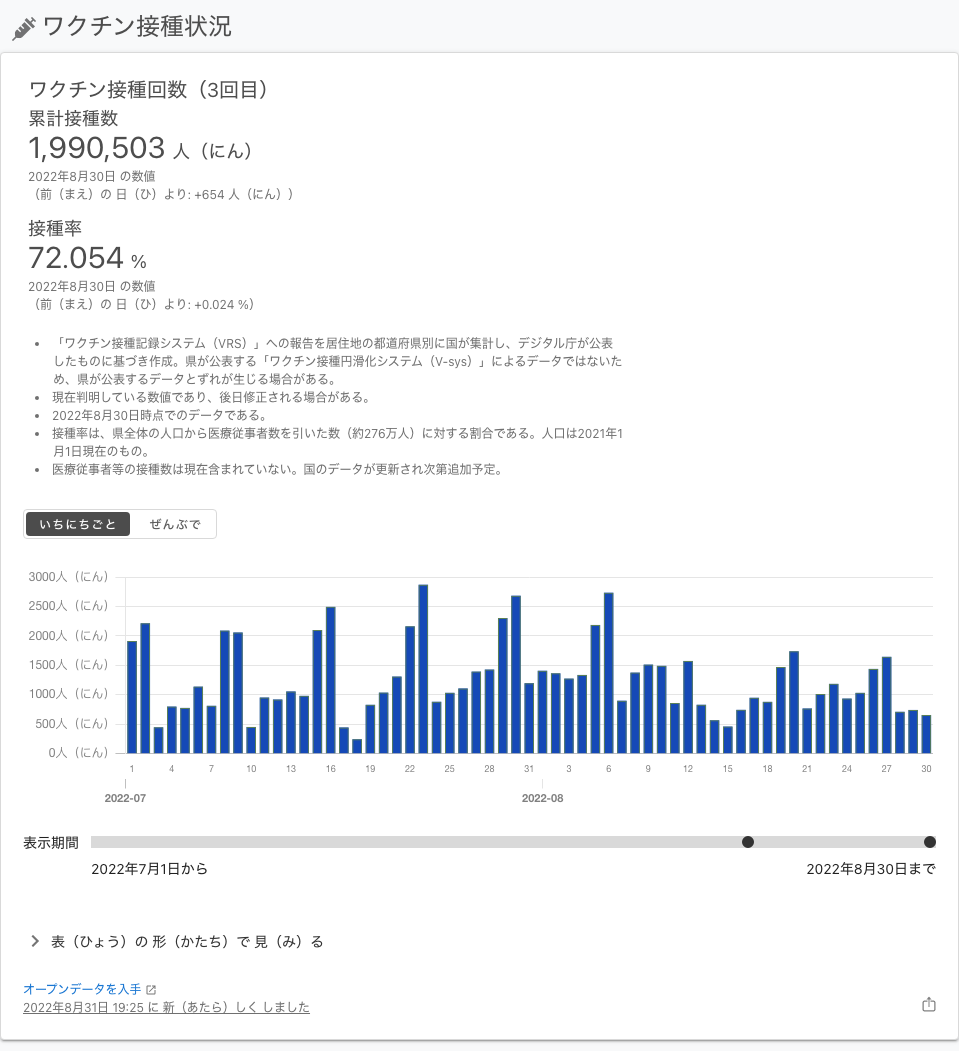 ワクチン接種状況
ワクチン接種回数（3回目）
累計接種数
1,990,503 人（にん）
2022年8月30日 の数値
（前（まえ）の 日（ひ）より: +654 人（にん））
接種率
72.054 %
2022年8月30日 の数値
（前（まえ）の 日（ひ）より: +0.024 %）
「ワクチン接種記録システム（VRS）」への報告を居住地の都道府県別に国が集計し、デジタル庁が公表
したものに基づき作成。県が公表する「ワクチン接種円滑化システム（V-sys）」によるデータではないた
め、県が公表するデータとずれが生じる場合がある。
現在判明している数値であり、後日修正される場合がある。
2022年8月30日時点でのデータである。
接種率は、県全体の人口から医療従事者数を引いた数（約276万人）に対する割合である。人口は2021年1
月1日現在のもの。
医療従事者等の接種数は現在含まれていない。国のデータが更新され次第追加予定。
いちにちごと ぜんぶで
3000人（にん）
2500人（にん）
2000人（にん）
1500人（にん）
1000人（にん）
500人（にん）
0人（にん）
1 4 7 10 13 16 19 22 25 28 31 3 6 9 12 15 18 21 24 27 30
2022-07 2022-08
表示期間
2022年7月1日から 2022年8月30日まで
表（ひょう）の 形（かたち）で 見（み）る
オープンデータを入手
2022年8月31日 19:25 に 新（あたら）しく しました